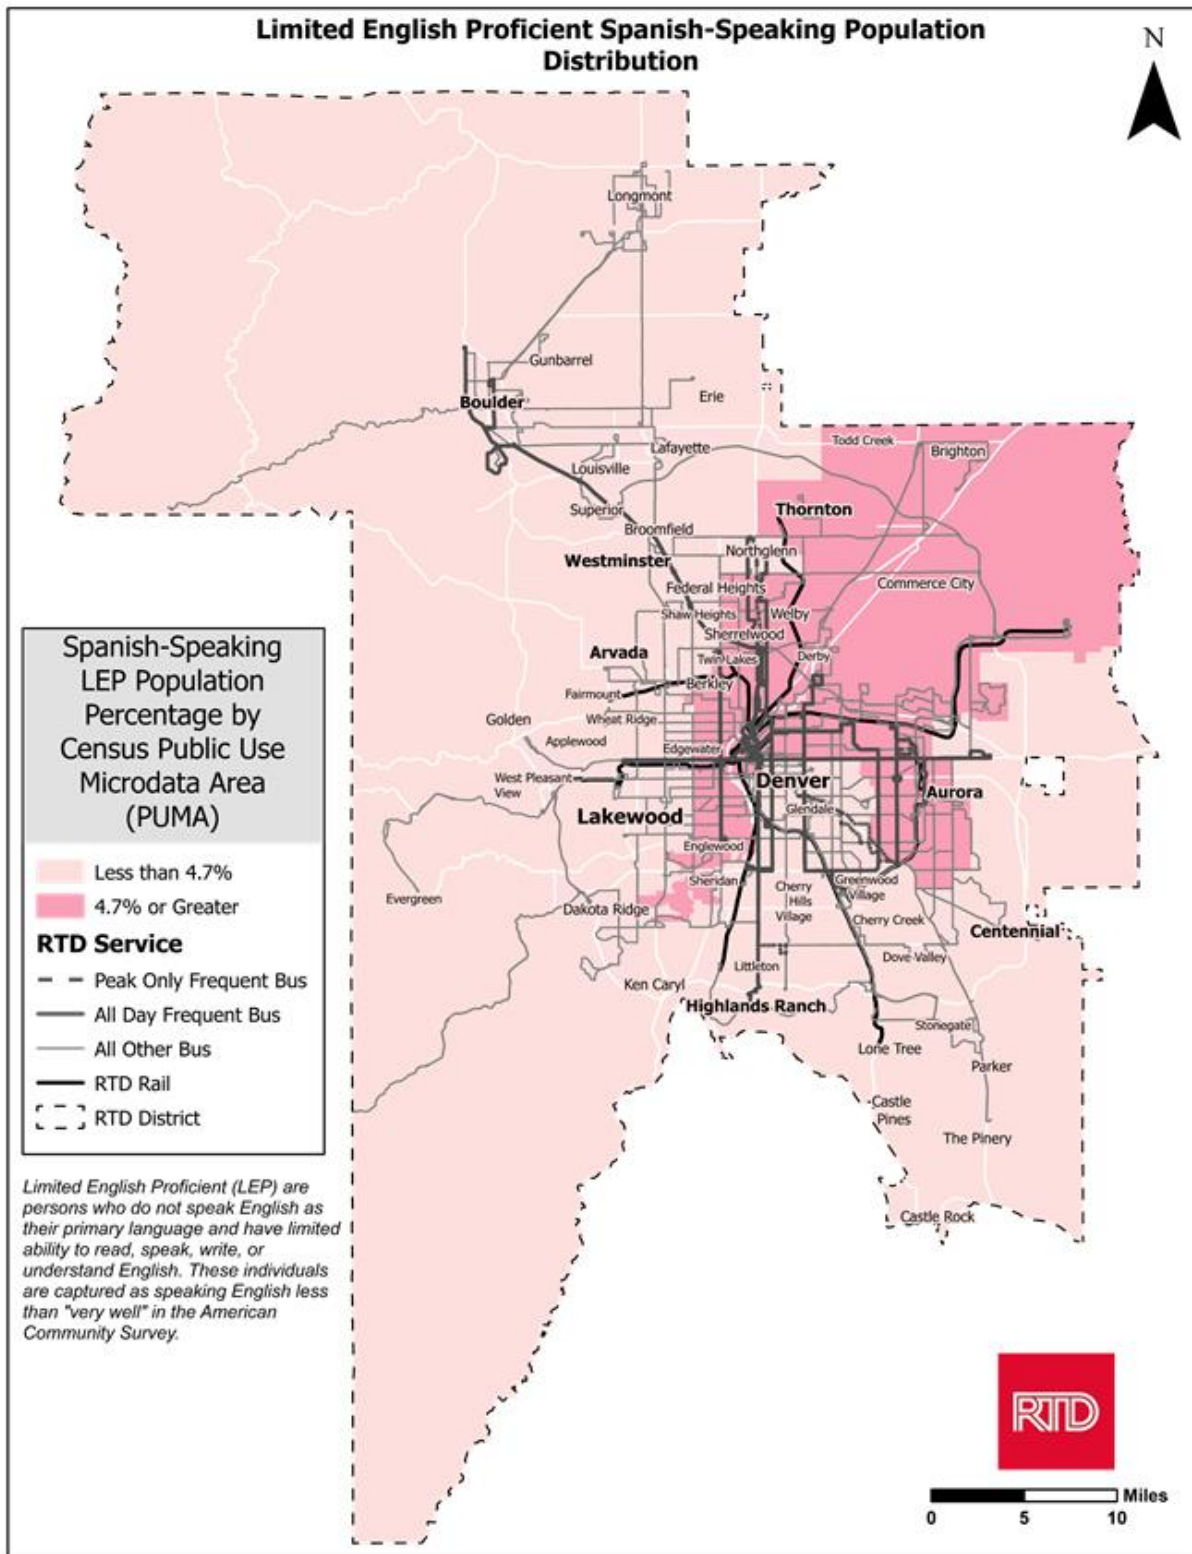 Limited English Proficient Spanish-Speaking Population
Distribution
N
Longmont
Gunbarrel
Boulder
Erie
Lafayette
Todd Creek
Brighton
Louisville
Superior
Thornton
Broomfield
Westminster
Northglenn
Federal Heights
Commerce City
Shaw Heights
Welby
Sherrelwood
Arvada
Twin Lakes
Derby
Fairmount
Berkley
Golden
Wheat Ridge
Applewood
Edgewater
West Pleasant
View
Denver
Aurora
Lakewood
Glendale
Englewood
Sheridan
Evergreen
Dakota Ridge
Cherry
Hills
Village
Greenwood
Village
Cherry Creek
Centennial
Dove Valley
Littleton
Ken Caryl
Highlands Ranch
Stonegate
Lone Tree
Parker
Castle
Pines
The Pinery
Castle Rock
Spanish-Speaking
LEP Population
Percentage by
Census Public Use
Microdata Area
(PUMA)
Less than 4.7%
4.7% or Greater
RTD Service
Peak Only Frequent Bus
All Day Frequent Bus
All Other Bus
RTD Rail
RTD District
Limited English Proficient (LEP) are
persons who do not speak English as
their primary language and have limited
ability to read, speak, write, or
understand English. These individuals
are captured as speaking English less
than "very well" in the American
Community Survey.
RTD
Miles
0 5 10